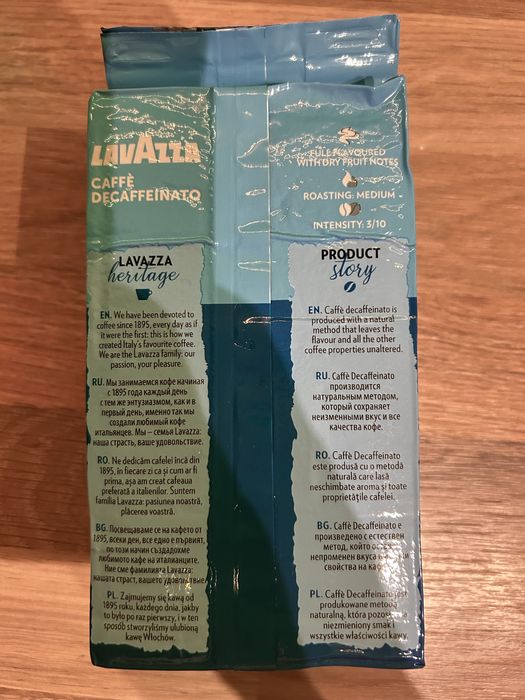 LAVAZZA
CAFFÈ
DECAFFEINATO
FULL FLAVOURED
WITH DRY FRUIT NOTES
ROASTING: MEDIUM
INTENSITY: 3/10
LAVAZZA
heritage
EN. We have been devoted to
coffee since 1895, every day as if
it were the first: this is how we
created Italy's favourite coffee.
We are the Lavazza family: our
passion, your pleasure.
RU. Мы занимаемся кофе начиная
с 1895 года каждый день
с тем же энтузиазмом, как и в
первый день, именно так мы
создали любимый кофе
итальянцев. Мы – семья Lavazza:
наша страсть, ваше удовольствие.
RO. Ne dedicăm cafelei încă din
1895, în fiecare zi ca și cum ar fi
prima, așa am creat cafeaua
preferată a italienilor. Suntem
familia Lavazza: pasiunea noastră,
plăcerea voastră.
BG. Посвещаваме се на кафето от
1895, всеки ден, все едно е първият,
по този начин създадохме
любимото кафе на италианците.
Ние сме фамилията Lavazza:
нашата страст, вашето удоволствие.
PL. Zajmujemy się kawą od
1895 roku, każdego dnia, jakby
to było po raz pierwszy, i w ten
sposób stworzyliśmy ulubioną
kawę Włochów.
PRODUCT
story
EN. Caffè decaffeinato is
produced with a natural
method that leaves the
flavour and all the other
coffee properties unaltered.
RU. Caffè Decaffeinato
производится
натуральным методом,
который сохраняет
неизменными вкус и все
качества кофе.
RO. Caffè Decaffeinato
este produsă cu o metodă
naturală care lasă
neschimbate aroma și toate
proprietățile cafelei.
BG. Caffè Decaffeinato е
произведено с естествен
метод, който
непроменен вкуса
свойства на
PL. Caffè Decaffeinato jest
produkowane metodą
naturalną, która
niezmieniony smak i
wszystkie właściwości kawy.